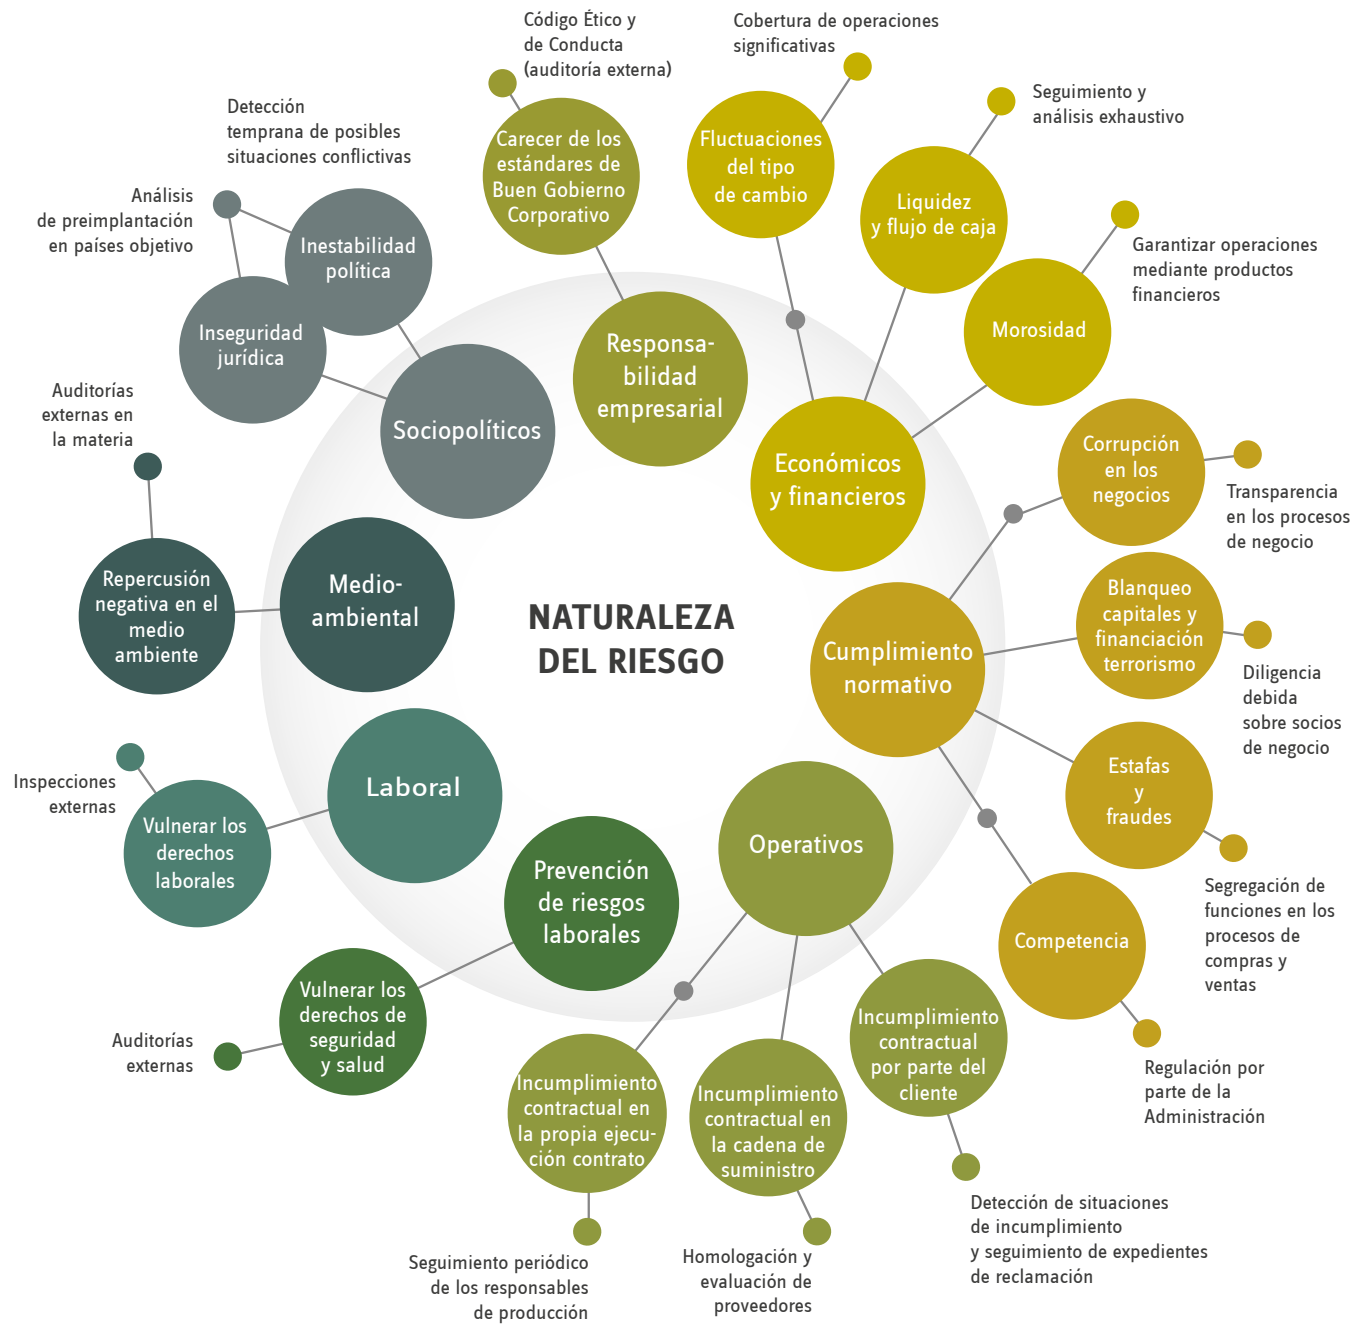 Código Ético y
de Conducta
(auditoría externa)
Cobertura de operaciones
significativas
Seguimiento y
análisis exhaustivo
Detección
temprana de posibles
situaciones conflictivas
Análisis
de preimplantación
en países objetivo
Carecer de los
estándares de
Buen Gobierno
Corporativo
Fluctuaciones
del tipo
de cambio
Liquidez
y flujo de caja
Garantizar operaciones
mediante productos
financieros
Inestabilidad
política
Inseguridad
jurídica
Morosidad
Responsa-
bilidad
empresarial
Sociopolíticos
Económicos
y financieros
Auditorías
externas en
la materia
Corrupción
en los
negocios
Transparencia
en los procesos
de negocio
Repercusión
negativa en el
medio
ambiente
Medio-
ambiental
NATURALEZA
DEL RIESGO
Cumplimiento
normativo
Blanqueo
capitales y
financiación
terrorismo
Diligencia
debida
sobre socios
de negocio
Inspecciones
externas
Vulnerar los
derechos
laborales
Laboral
Estafas
y
fraudes
Operativos
Prevención
de riesgos
laborales
Segregación de
funciones en los
procesos de
compras y
ventas
Competencia
Auditorías
externas
Vulnerar los
derechos de
seguridad
y salud
Incumplimiento
contractual
por parte del
cliente
Regulación por
parte de la
Administración
Incumplimiento
contractual en
la propia ejecu-
ción contrato
Incumplimiento
contractual en
la cadena de
suministro
Detección de situaciones
de incumplimiento
y seguimiento de expedientes
de reclamación
Seguimiento periódico
de los responsables
de producción
Homologación y
evaluación de
proveedores